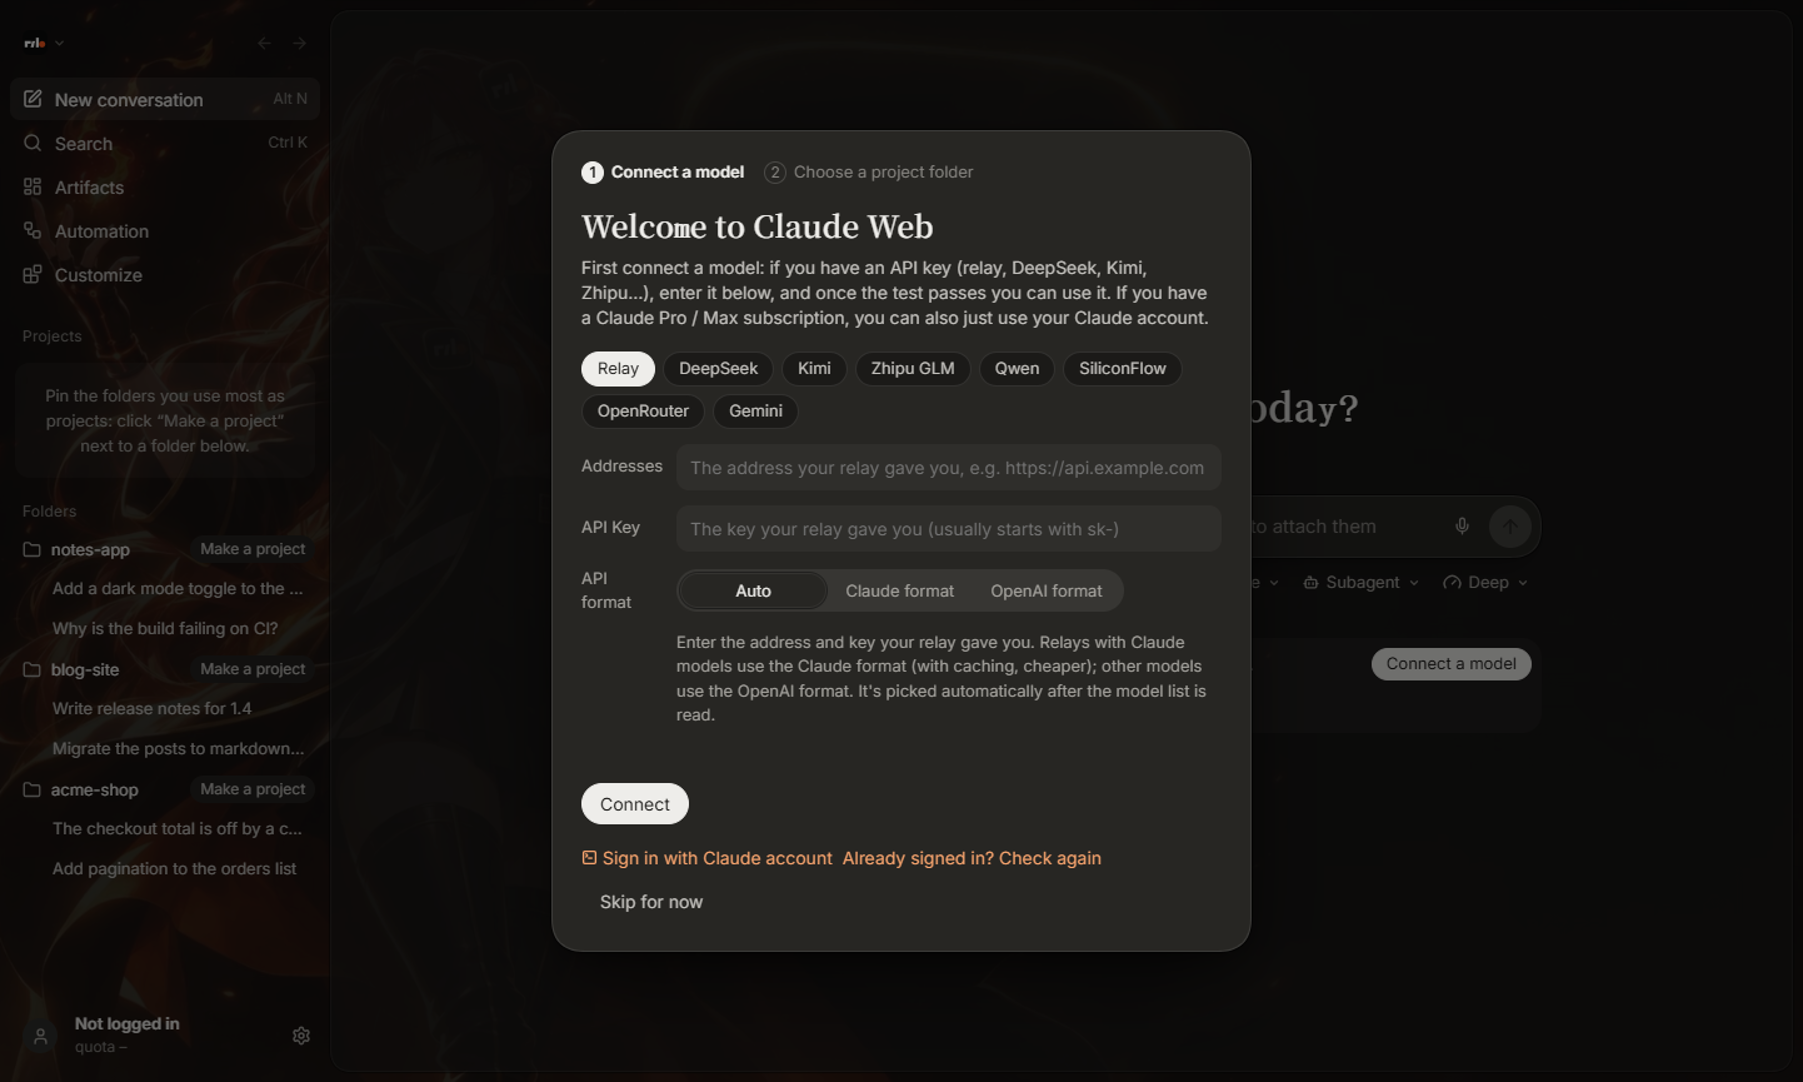 rrlo
New conversation Alt N
Search Ctrl K
Artifacts
Automation
Customize
Projects
Pin the folders you use most as
projects: click “Make a project”
next to a folder below.
Folders
notes-app Make a project
Add a dark mode toggle to the ...
Why is the build failing on CI?
blog-site Make a project
Write release notes for 1.4
Migrate the posts to markdown...
acme-shop Make a project
The checkout total is off by a c...
Add pagination to the orders list
Not logged in
quota –
1 Connect a model 2 Choose a project folder
Welcome to Claude Web
First connect a model: if you have an API key (relay, DeepSeek, Kimi,
Zhipu...), enter it below, and once the test passes you can use it. If you have
a Claude Pro / Max subscription, you can also just use your Claude account.
Relay DeepSeek Kimi Zhipu GLM Qwen SiliconFlow
OpenRouter Gemini
Addresses The address your relay gave you, e.g. https://api.example.com
API Key The key your relay gave you (usually starts with sk-)
API
format
Auto Claude format OpenAI format
Enter the address and key your relay gave you. Relays with Claude
models use the Claude format (with caching, cheaper); other models
use the OpenAI format. It's picked automatically after the model list is
read.
Connect
Sign in with Claude account Already signed in? Check again
Skip for now
oday?
to attach them
e Subagent Deep
Connect a model